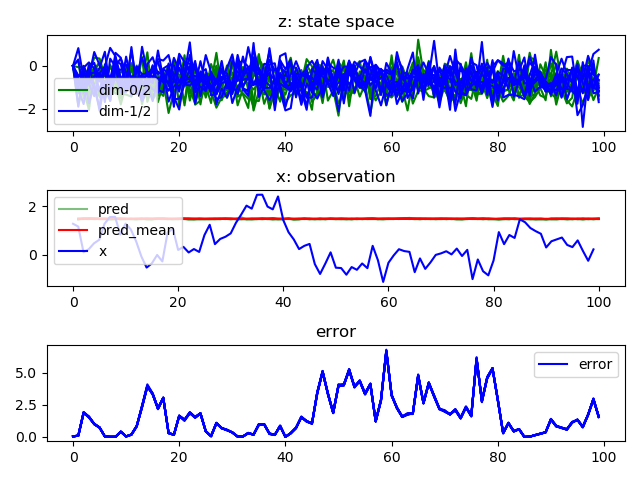 z: state space
0
−2
dim-0/2
dim-1/2
0 20 40 60 80 100
x: observation
2
0
pred
pred_mean
x
0 20 40 60 80 100
error
5.0
2.5
0.0
error
0 20 40 60 80 100